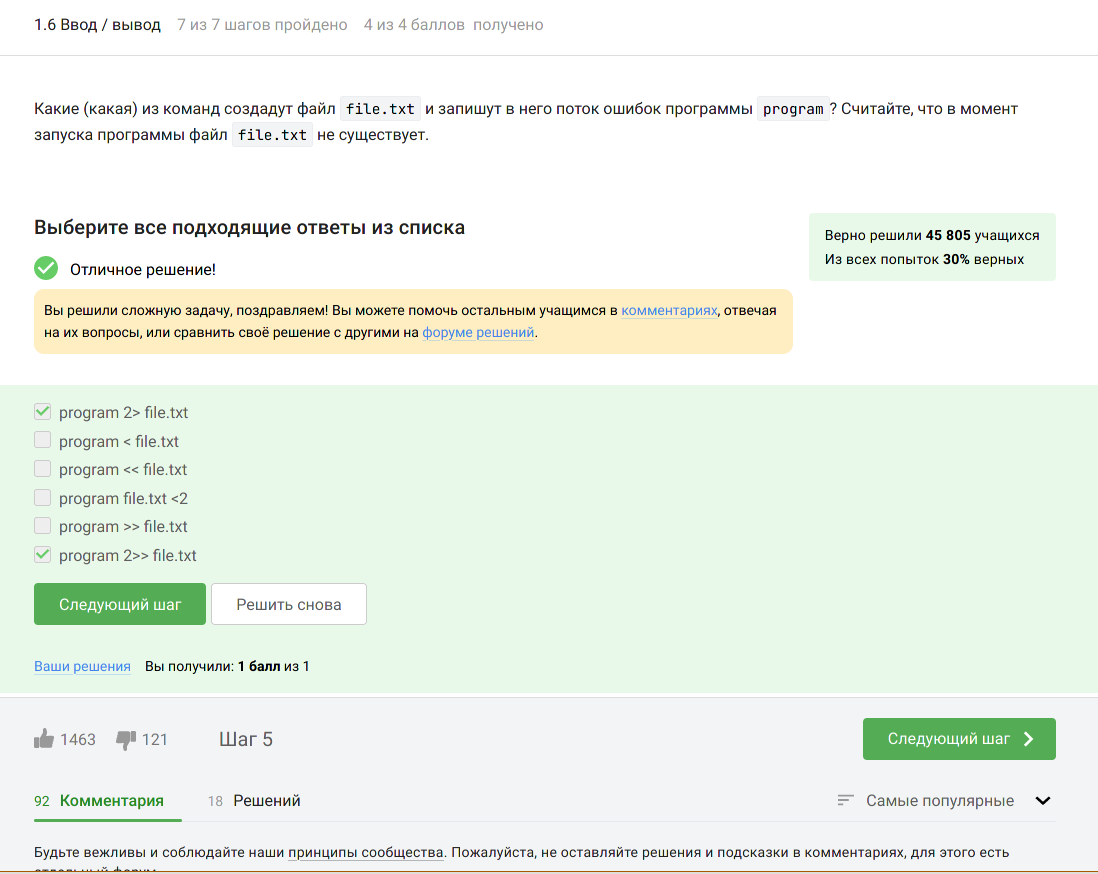 1.6 Ввод / вывод 7 из 7 шагов пройдено 4 из 4 баллов получено
Какие (какая) из команд создадут файл file.txt и запишут в него поток ошибок программы program? Считайте, что в момент
запуска программы файл file.txt не существует.
Выберите все подходящие ответы из списка
Верно решили 45 805 учащихся
Из всех попыток 30% верных
Отличное решение!
Вы решили сложную задачу, поздравляем! Вы можете помочь остальным учащимся в комментариях, отвечая
на их вопросы, или сравнить своё решение с другими на форуме решений.
program 2> file.txt
program < file.txt
program << file.txt
program file.txt <2
program >> file.txt
program 2>> file.txt
Следующий шаг Решить снова
Ваши решения Вы получили: 1 балл из 1
1463 121 Шаг 5 Следующий шаг
92 Комментария 18 Решений Самые популярные
Будьте вежливы и соблюдайте наши принципы сообщества. Пожалуйста, не оставляйте решения и подсказки в комментариях, для этого есть
отдельный форум.